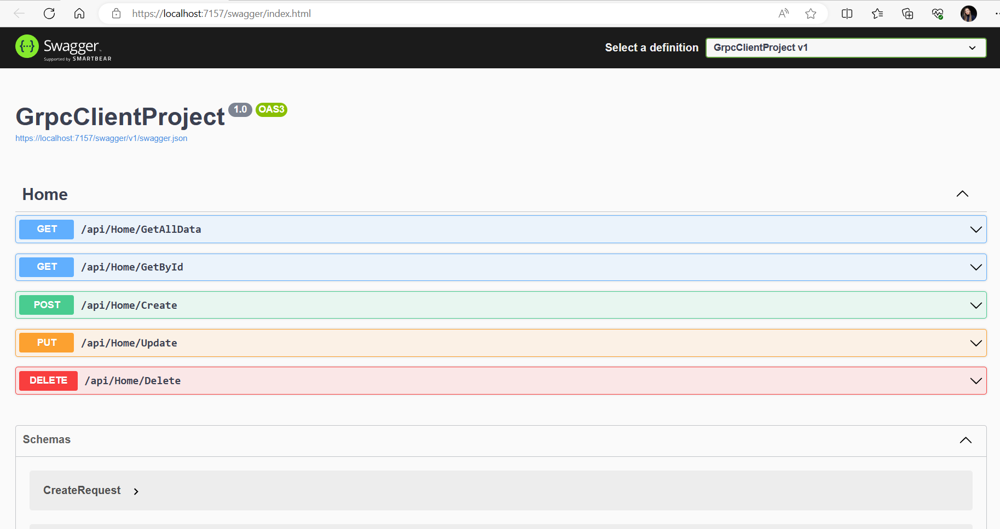 https://localhost:7157/swagger/index.html
Swagger.
Supported by SMARTBEAR
Select a definition
GrpcClientProject v1
GrpcClientProject 1.0 OAS3
https://localhost:7157/swagger/v1/swagger.json
Home
GET /api/Home/GetAllData
GET /api/Home/GetById
POST /api/Home/Create
PUT /api/Home/Update
DELETE /api/Home/Delete
Schemas
CreateRequest